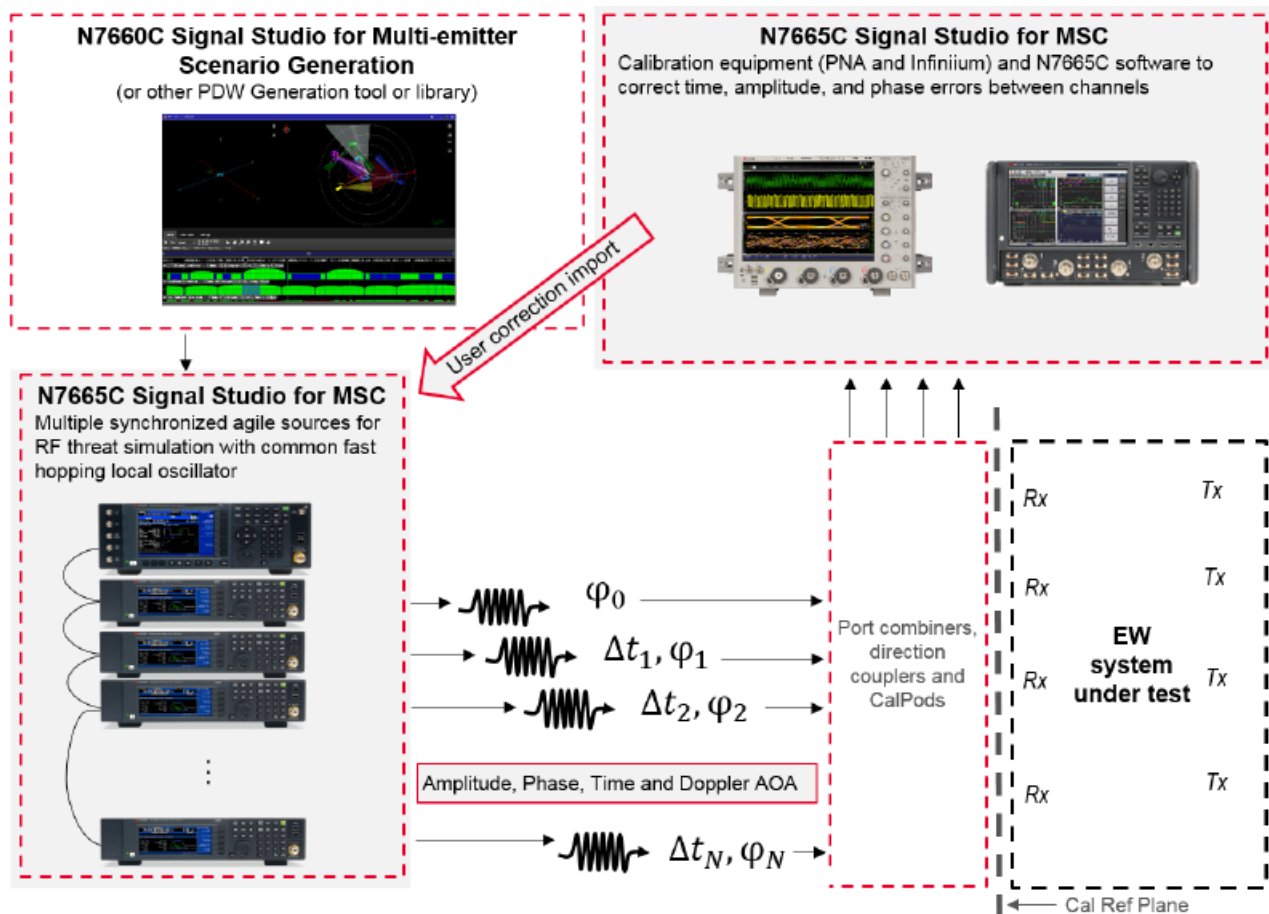 N7660C Signal Studio for Multi-emitter
Scenario Generation
(or other PDW Generation tool or library)
N7665C Signal Studio for MSC
Calibration equipment (PNA and Infiniium) and N7665C software to
correct time, amplitude, and phase errors between channels
User correction import
N7665C Signal Studio for MSC
Multiple synchronized agile sources for
RF threat simulation with common fast
hopping local oscillator
φ₀
Δt₁, φ₁
Δt₂, φ₂
Amplitude, Phase, Time and Doppler AOA
Δt_N, φ_N
Port combiners,
direction
couplers and
CalPods
Rx
Tx
Rx
Tx
EW
system
under test
Rx
Tx
Rx
Tx
Cal Ref Plane